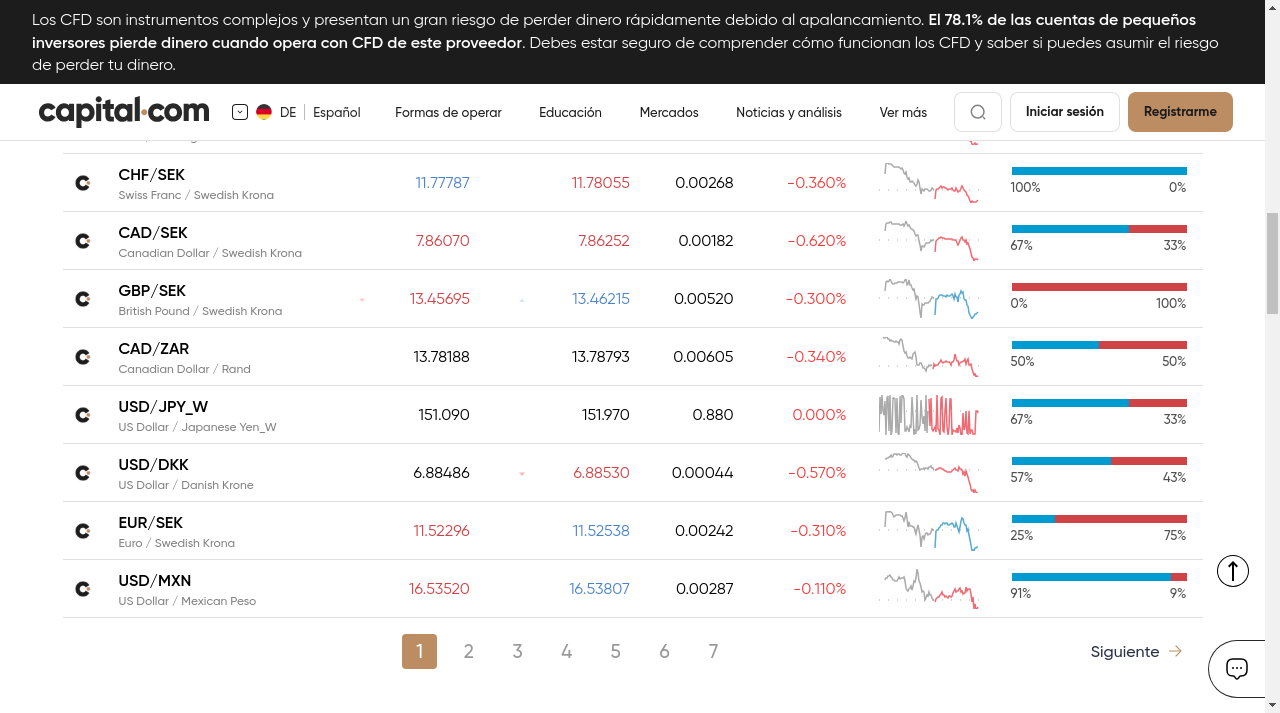 Los CFD son instrumentos complejos y presentan un gran riesgo de perder dinero rápidamente debido al apalancamiento. El 78.1% de las cuentas de pequeños
inversores pierde dinero cuando opera con CFD de este proveedor. Debes estar seguro de comprender cómo funcionan los CFD y saber si puedes asumir el riesgo
de perder tu dinero.
capital.com DE Español Formas de operar Educación Mercados Noticias y análisis Ver más Iniciar sesión Registrarme
CHF/SEK 11.77787 11.78055 0.00268 -0.360%
Swiss Franc / Swedish Krona 100% 0%
CAD/SEK 7.86070 7.86252 0.00182 -0.620%
Canadian Dollar / Swedish Krona 67% 33%
GBP/SEK 13.45695 13.46215 0.00520 -0.300%
British Pound / Swedish Krona 0% 100%
CAD/ZAR 13.78188 13.78793 0.00605 -0.340%
Canadian Dollar / Rand 50% 50%
USD/JPY_W 151.090 151.970 0.880 0.000%
US Dollar / Japanese Yen_W 67% 33%
USD/DKK 6.88486 6.88530 0.00044 -0.570%
US Dollar / Danish Krone 57% 43%
EUR/SEK 11.52296 11.52538 0.00242 -0.310%
Euro / Swedish Krona 25% 75%
USD/MXN 16.53520 16.53807 0.00287 -0.110%
US Dollar / Mexican Peso 91% 9%
1 2 3 4 5 6 7 Siguiente